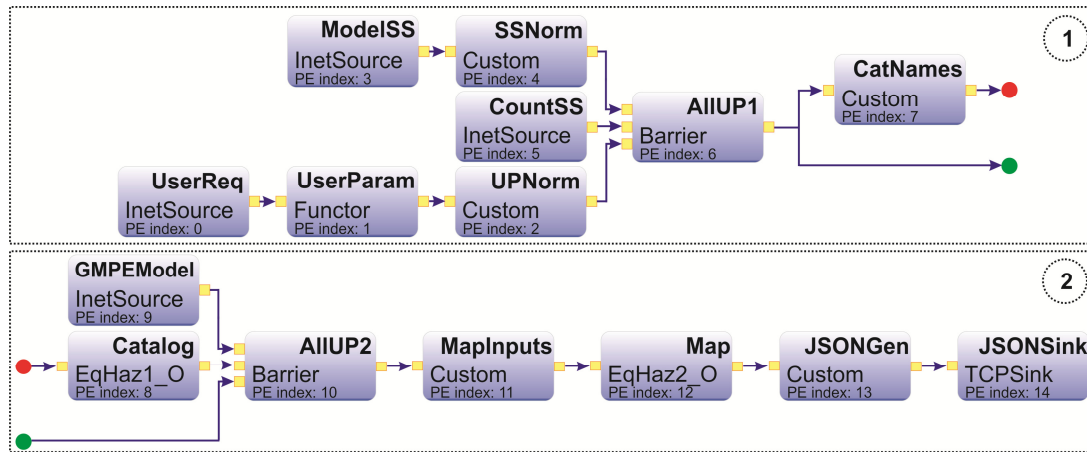 ModelSS
InetSource
PE index: 3
SSNorm
Custom
PE index: 4
1
CatNames
Custom
PE index: 7
CountSS
InetSource
PE index: 5
AllUP1
Barrier
PE index: 6
UserReq
InetSource
PE index: 0
UserParam
Functor
PE index: 1
UPNorm
Custom
PE index: 2
GMPEModel
InetSource
PE index: 9
2
Catalog
EqHaz1_O
PE index: 8
AllUP2
Barrier
PE index: 10
MapInputs
Custom
PE index: 11
Map
EqHaz2_O
PE index: 12
JSONGen
Custom
PE index: 13
JSONSink
TCPSink
PE index: 14